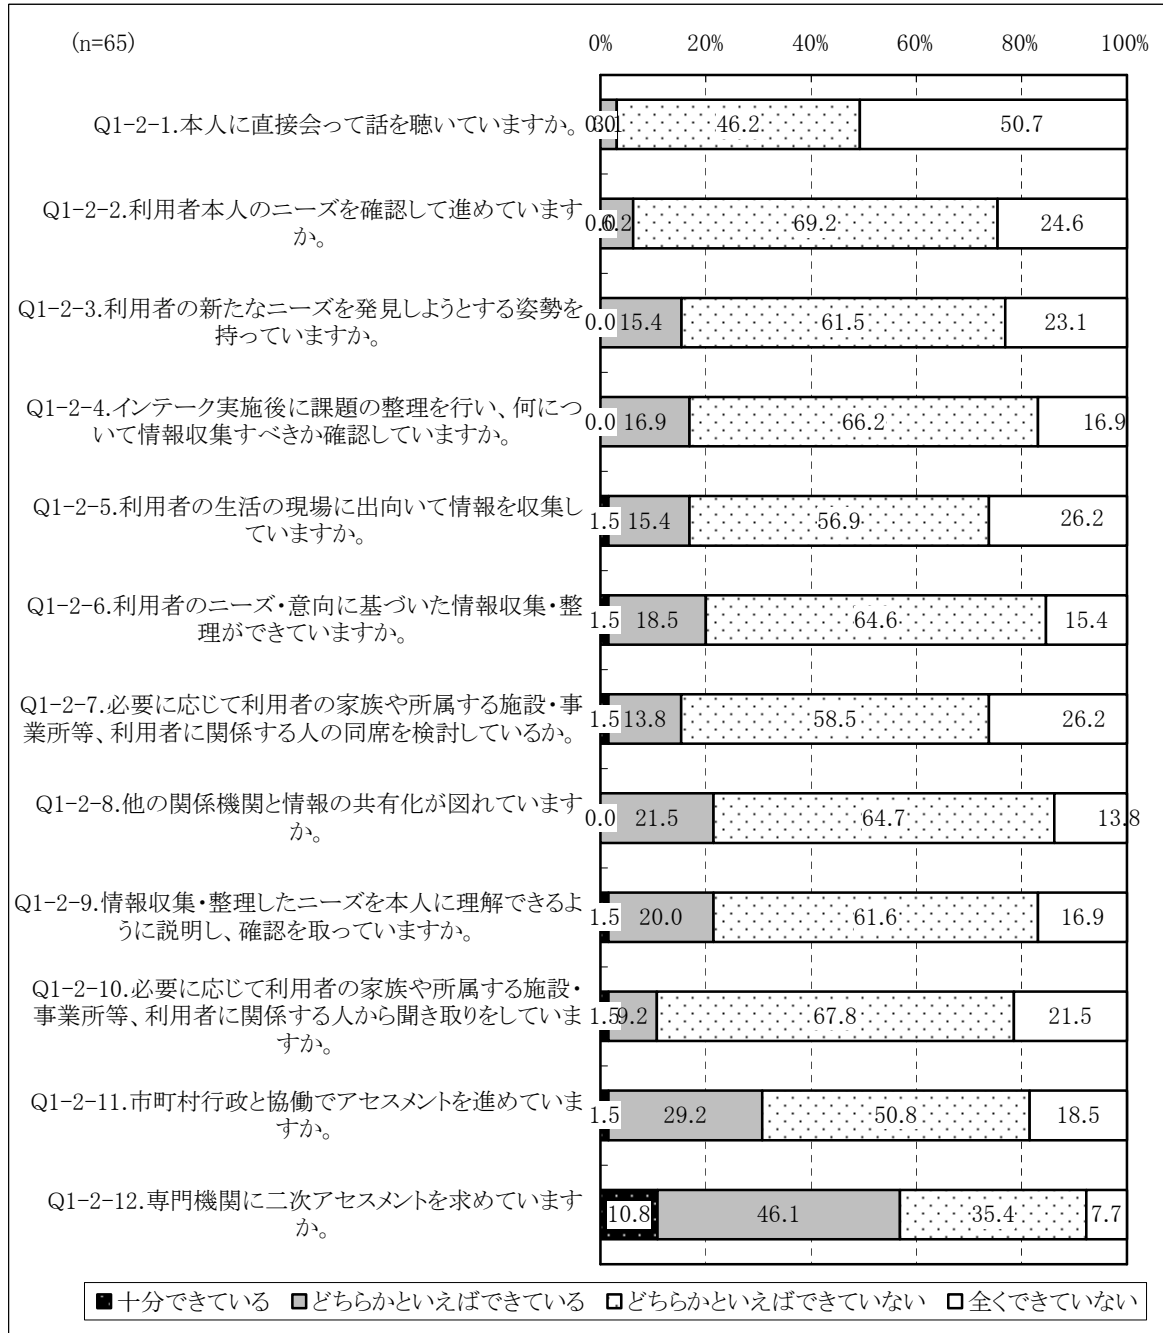 (n=65)
0% 20% 40% 60% 80% 100%
Q1-2-1.本人に直接会って話を聴いていますか。 0.0 3.1 46.2 50.7
Q1-2-2.利用者本人のニーズを確認して進めています
か。 0.0 6.2 69.2 24.6
Q1-2-3.利用者の新たなニーズを発見しようとする姿勢を
持っていますか。 0.0 15.4 61.5 23.1
Q1-2-4.インテーク実施後に課題の整理を行い、何につ
いて情報収集すべきか確認していますか。 0.0 16.9 66.2 16.9
Q1-2-5.利用者の生活の現場に出向いて情報を収集し
ていますか。 1.5 15.4 56.9 26.2
Q1-2-6.利用者のニーズ・意向に基づいた情報収集・整
理ができていますか。 1.5 18.5 64.6 15.4
Q1-2-7.必要に応じて利用者の家族や所属する施設・事
業所等、利用者に関係する人の同席を検討しているか。 1.5 13.8 58.5 26.2
Q1-2-8.他の関係機関と情報の共有化が図れています
か。 0.0 21.5 64.7 13.8
Q1-2-9.情報収集・整理したニーズを本人に理解できるよ
うに説明し、確認を取っていますか。 1.5 20.0 61.6 16.9
Q1-2-10.必要に応じて利用者の家族や所属する施設・
事業所等、利用者に関係する人から聞き取りをしていま
すか。 1.5 9.2 67.8 21.5
Q1-2-11.市町村行政と協働でアセスメントを進めていま
すか。 1.5 29.2 50.8 18.5
Q1-2-12.専門機関に二次アセスメントを求めています
か。 10.8 46.1 35.4 7.7
十分できている どちらかといえばできている どちらかといえばできていない 全くできていない